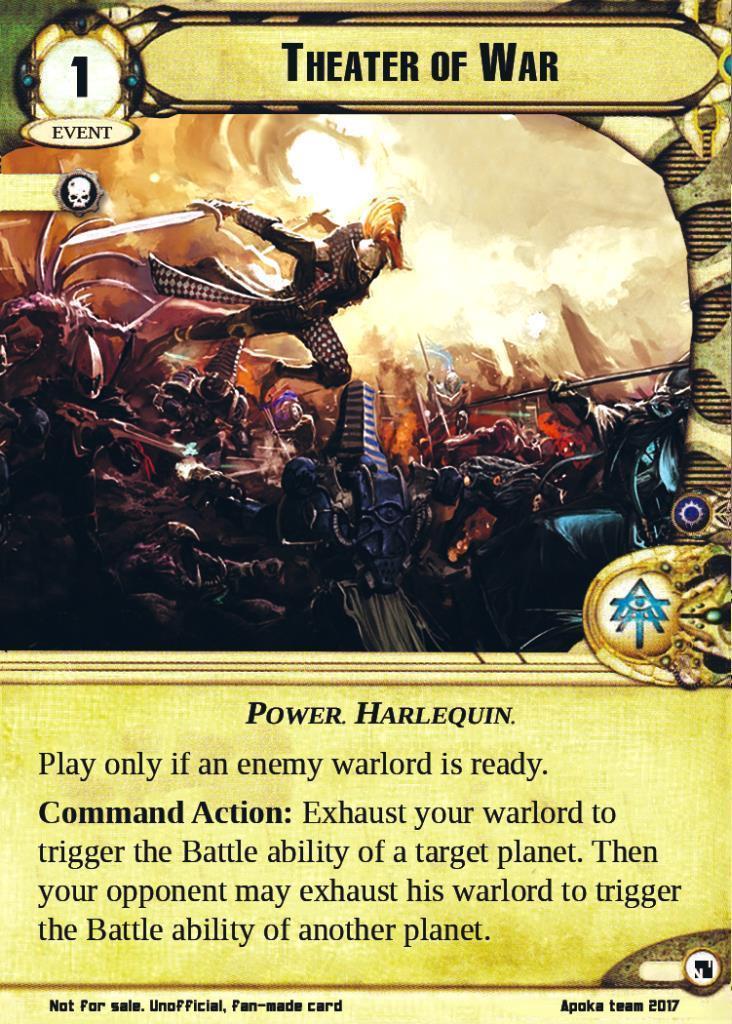 1
THEATER OF WAR
EVENT
POWER. HARLEQUIN.
Play only if an enemy warlord is ready.
Command Action: Exhaust your warlord to
trigger the Battle ability of a target planet. Then
your opponent may exhaust his warlord to trigger
the Battle ability of another planet.
Not for sale. Unofficial, fan-made card
Apoka team 2017